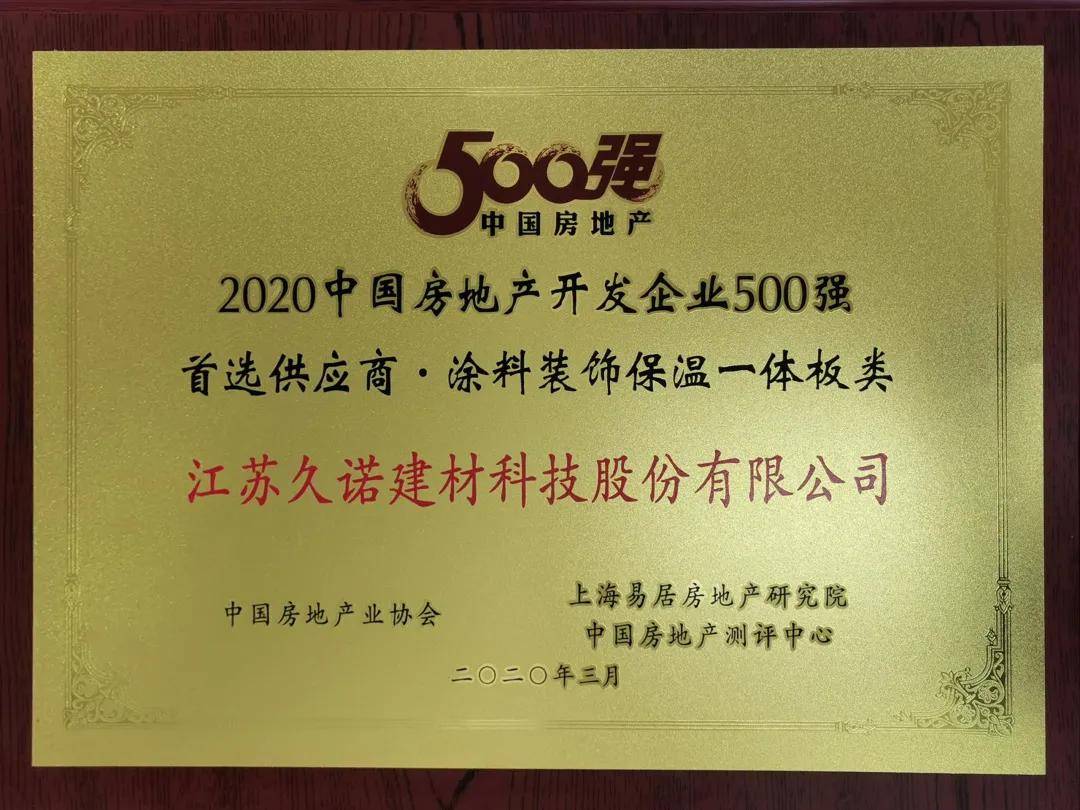 500强
中国房地产
2020中国房地产开发企业500强
首选供应商·涂料装饰保温一体板类
江苏久诺建材科技股份有限公司
中国房地产业协会
上海易居房地产研究院
中国房地产测评中心
二〇二〇年三月